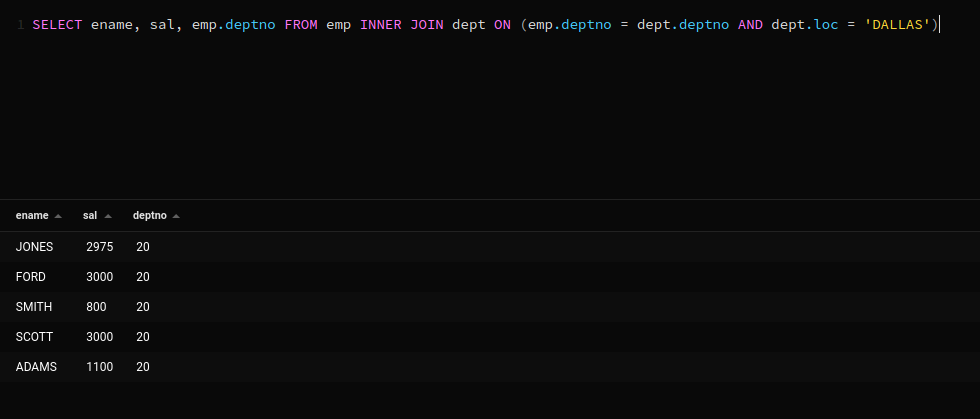 1 SELECT ename, sal, emp.deptno FROM emp INNER JOIN dept ON (emp.deptno = dept.deptno AND dept.loc = 'DALLAS')
ename sal deptno
JONES 2975 20
FORD 3000 20
SMITH 800 20
SCOTT 3000 20
ADAMS 1100 20